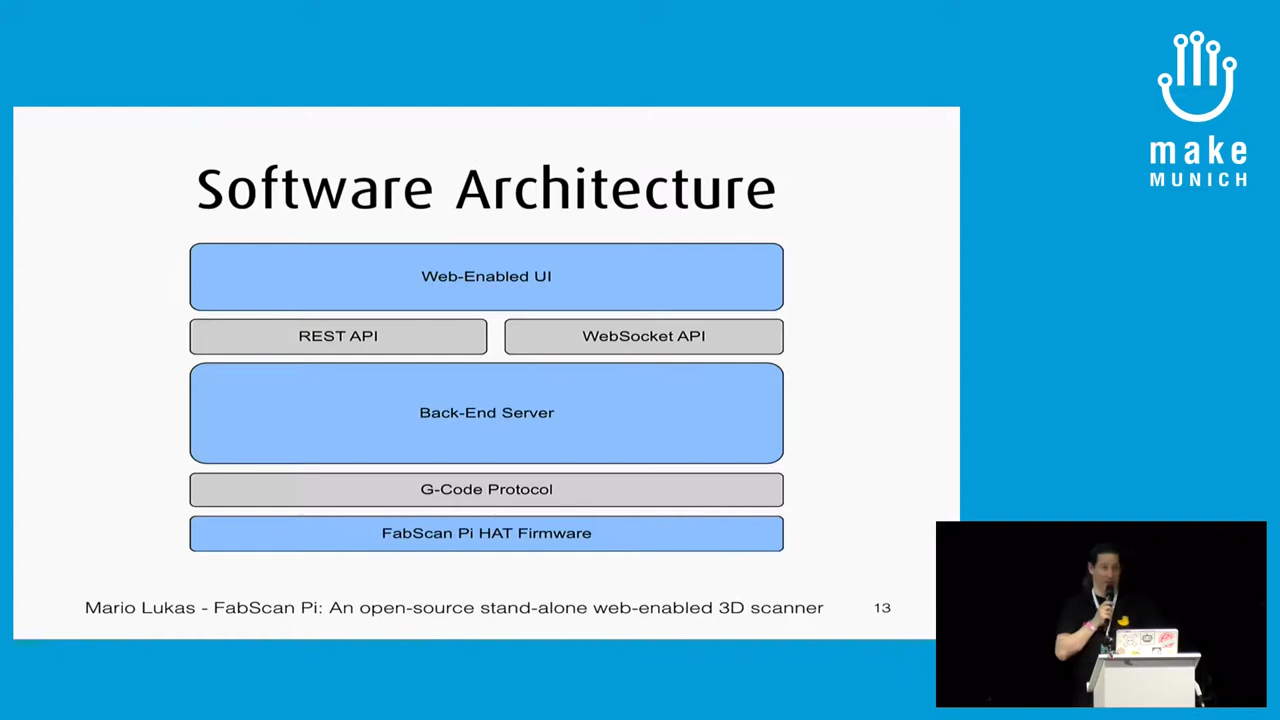 make
MUNICH
Software Architecture
Web-Enabled UI
REST API
WebSocket API
Back-End Server
G-Code Protocol
FabScan Pi HAT Firmware
Mario Lukas - FabScan Pi: An open-source stand-alone web-enabled 3D scanner
13